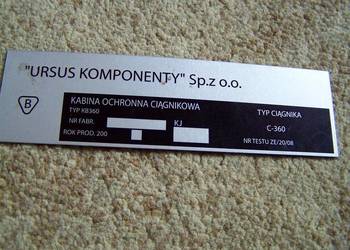 "URSUS KOMPONENTY" Sp.z o.o.
B
KABINA OCHRONNA CIĄGNIKOWA
TYP KB360
NR FABR. KJ
ROK PROD. 200
TYP CIĄGNIKA
C-360
NR TESTU ZE/20/08